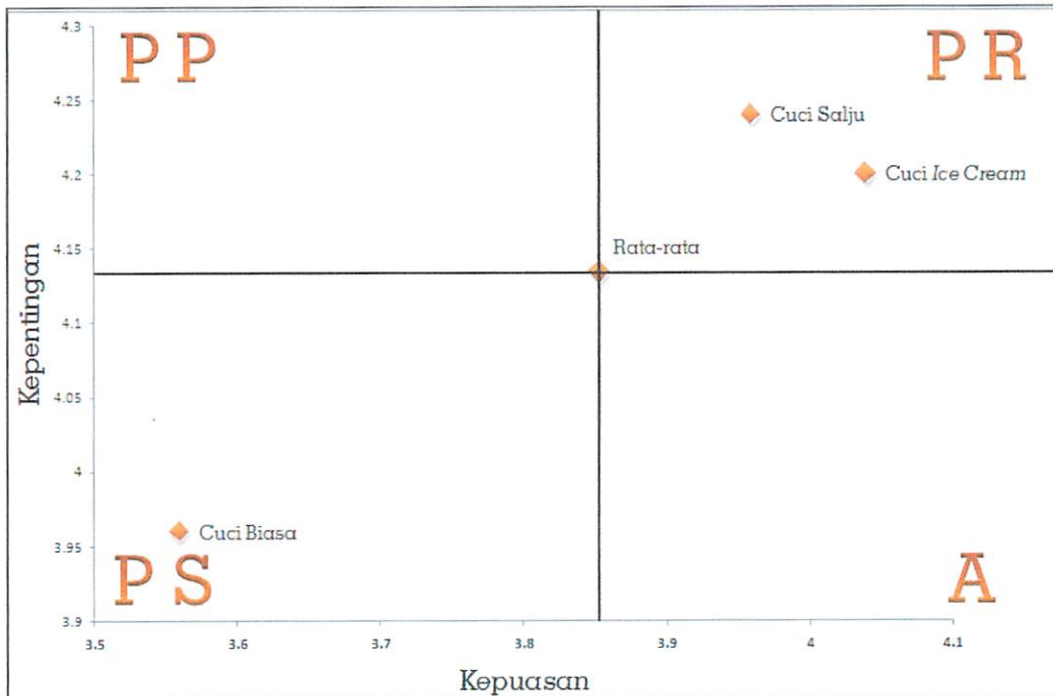 4.3
P P
P R
4.25
Cuci Salju
4.2
Cuci Ice Cream
4.15
Rata-rata
4.1
4.05
4
Cuci Biasa
3.95
P S
A
3.9
3.5 3.6 3.7 3.8 3.9 4 4.1
Kepentingan
Kepuasan